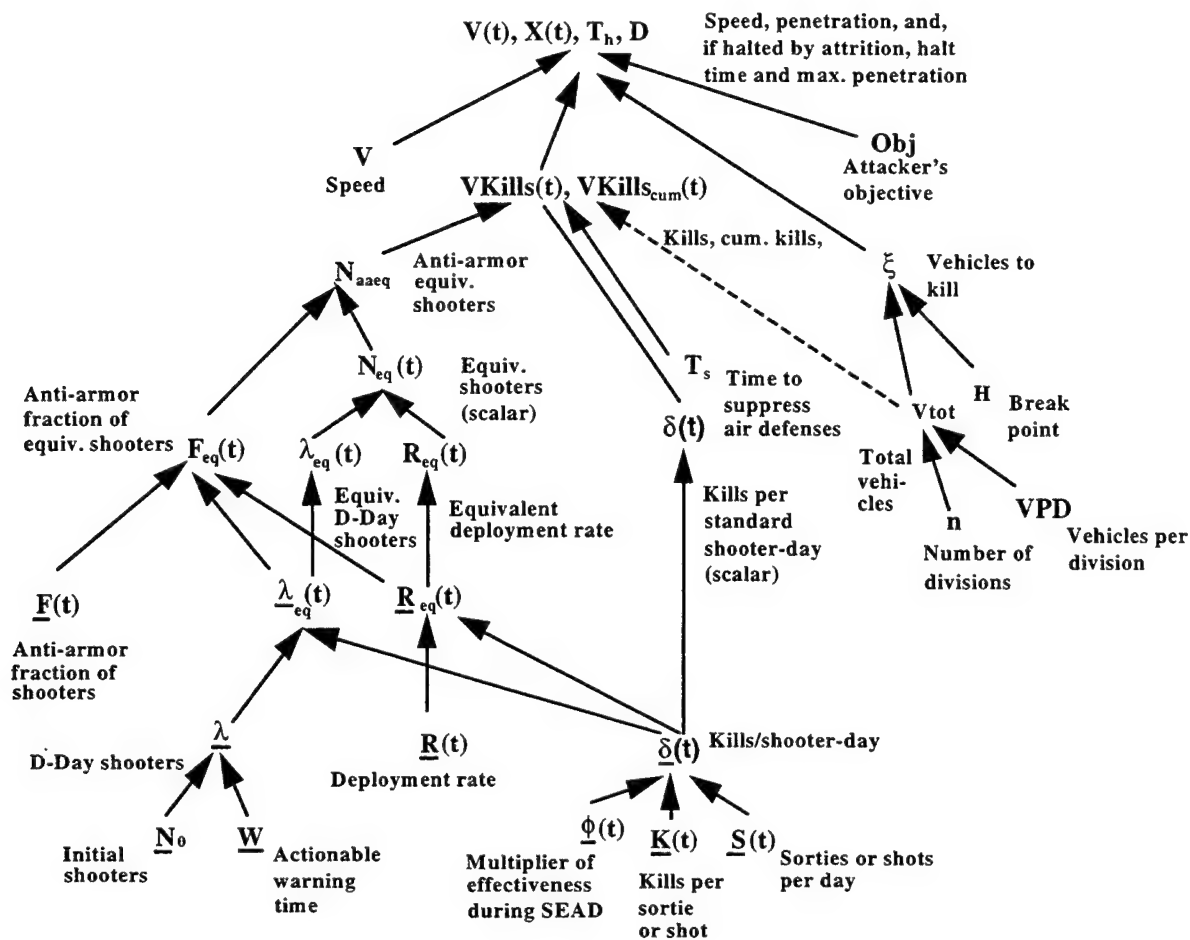 V(t), X(t), Tₕ, D
Speed, penetration, and,
if halted by attrition, halt
time and max. penetration
V
Speed
Obj
Attacker's
objective
VKills(t), VKills_cum(t)
Kills, cum. kills,
N_aaeq
Anti-armor
equiv.
shooters
ξ
Vehicles to
kill
N_eq(t)
Equiv.
shooters
(scalar)
T_s
Time to
suppress
air defenses
H
Break
point
Vtot
Total
vehi-
cles
Anti-armor
fraction of
equiv. shooters
F_eq(t)
λ_eq(t)
R_eq(t)
δ(t)
Equiv.
D-Day
shooters
Equivalent
deployment rate
Kills per
standard
shooter-day
(scalar)
n
Number of
divisions
VPD
Vehicles per
division
F̲(t)
Anti-armor
fraction of
shooters
λ̲_eq(t)
R̲_eq(t)
λ̲
D-Day shooters
R̲(t)
Deployment rate
δ̲(t)
Kills/shooter-day
N̲₀
Initial
shooters
W̲
Actionable
warning
time
ϕ̲(t)
Multiplier of
effectiveness
during SEAD
K̲(t)
Kills per
sortie
or shot
S̲(t)
Sorties or shots
per day